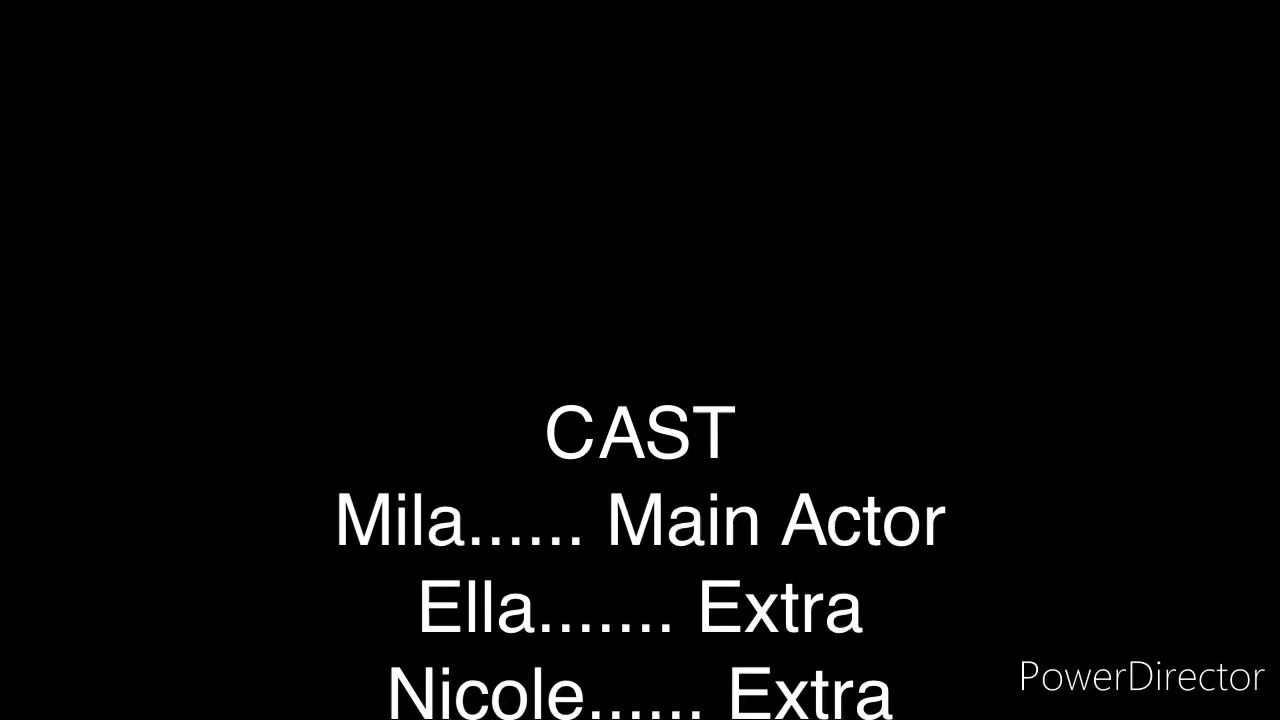 CAST
Mila...... Main Actor
Ella....... Extra
Nicole...... Extra
PowerDirector